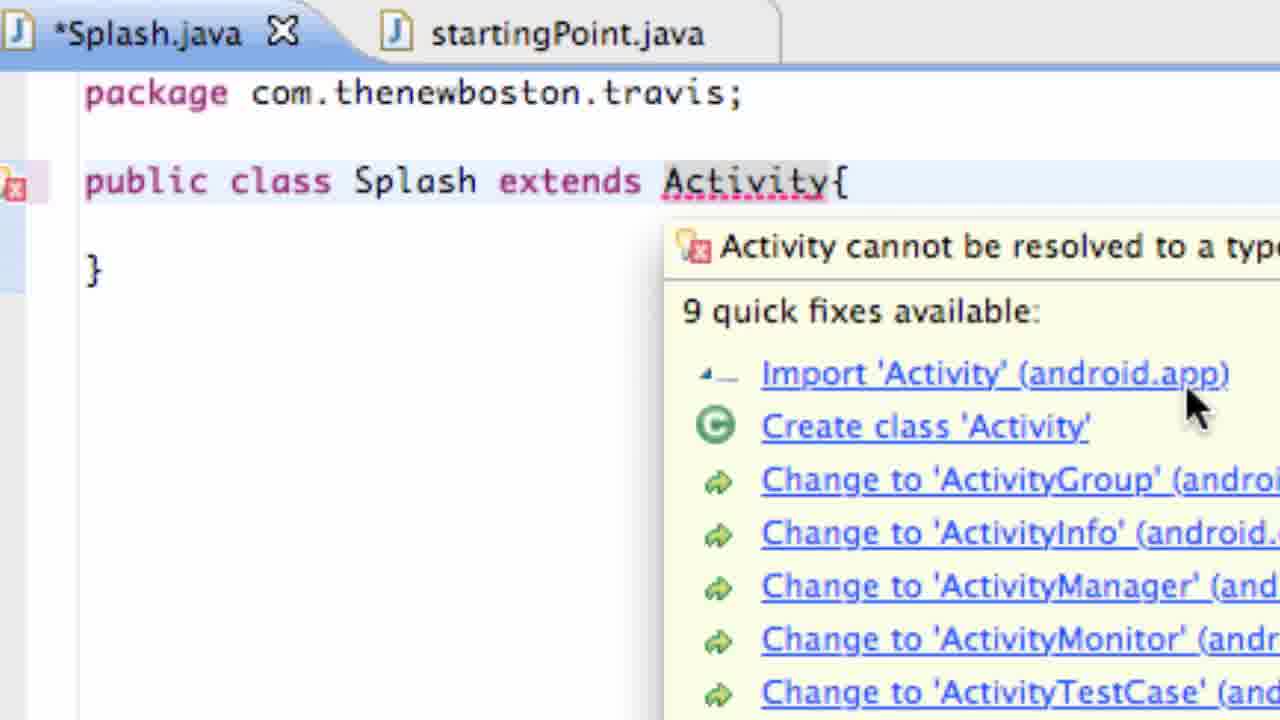 *Splash.java
startingPoint.java
package com.thenewboston.travis;
public class Splash extends Activity{
}
Activity cannot be resolved to a type
9 quick fixes available:
Import 'Activity' (android.app)
Create class 'Activity'
Change to 'ActivityGroup' (androi
Change to 'ActivityInfo' (android.
Change to 'ActivityManager' (and
Change to 'ActivityMonitor' (andr
Change to 'ActivityTestCase' (and